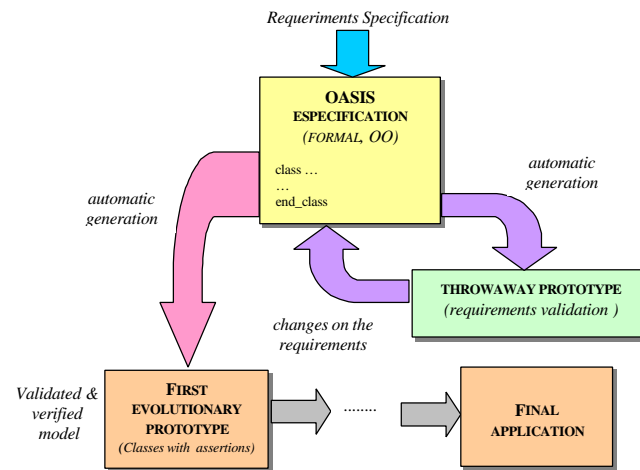 Requeriments Specification
OASIS
ESPECIFICATION
(FORMAL, OO)
class …
…
end_class
automatic
generation
automatic
generation
THROWAWAY PROTOTYPE
(requirements validation )
changes on the
requirements
Validated &
verified
model
FIRST
EVOLUTIONARY
PROTOTYPE
(Classes with assertions)
........
FINAL
APPLICATION